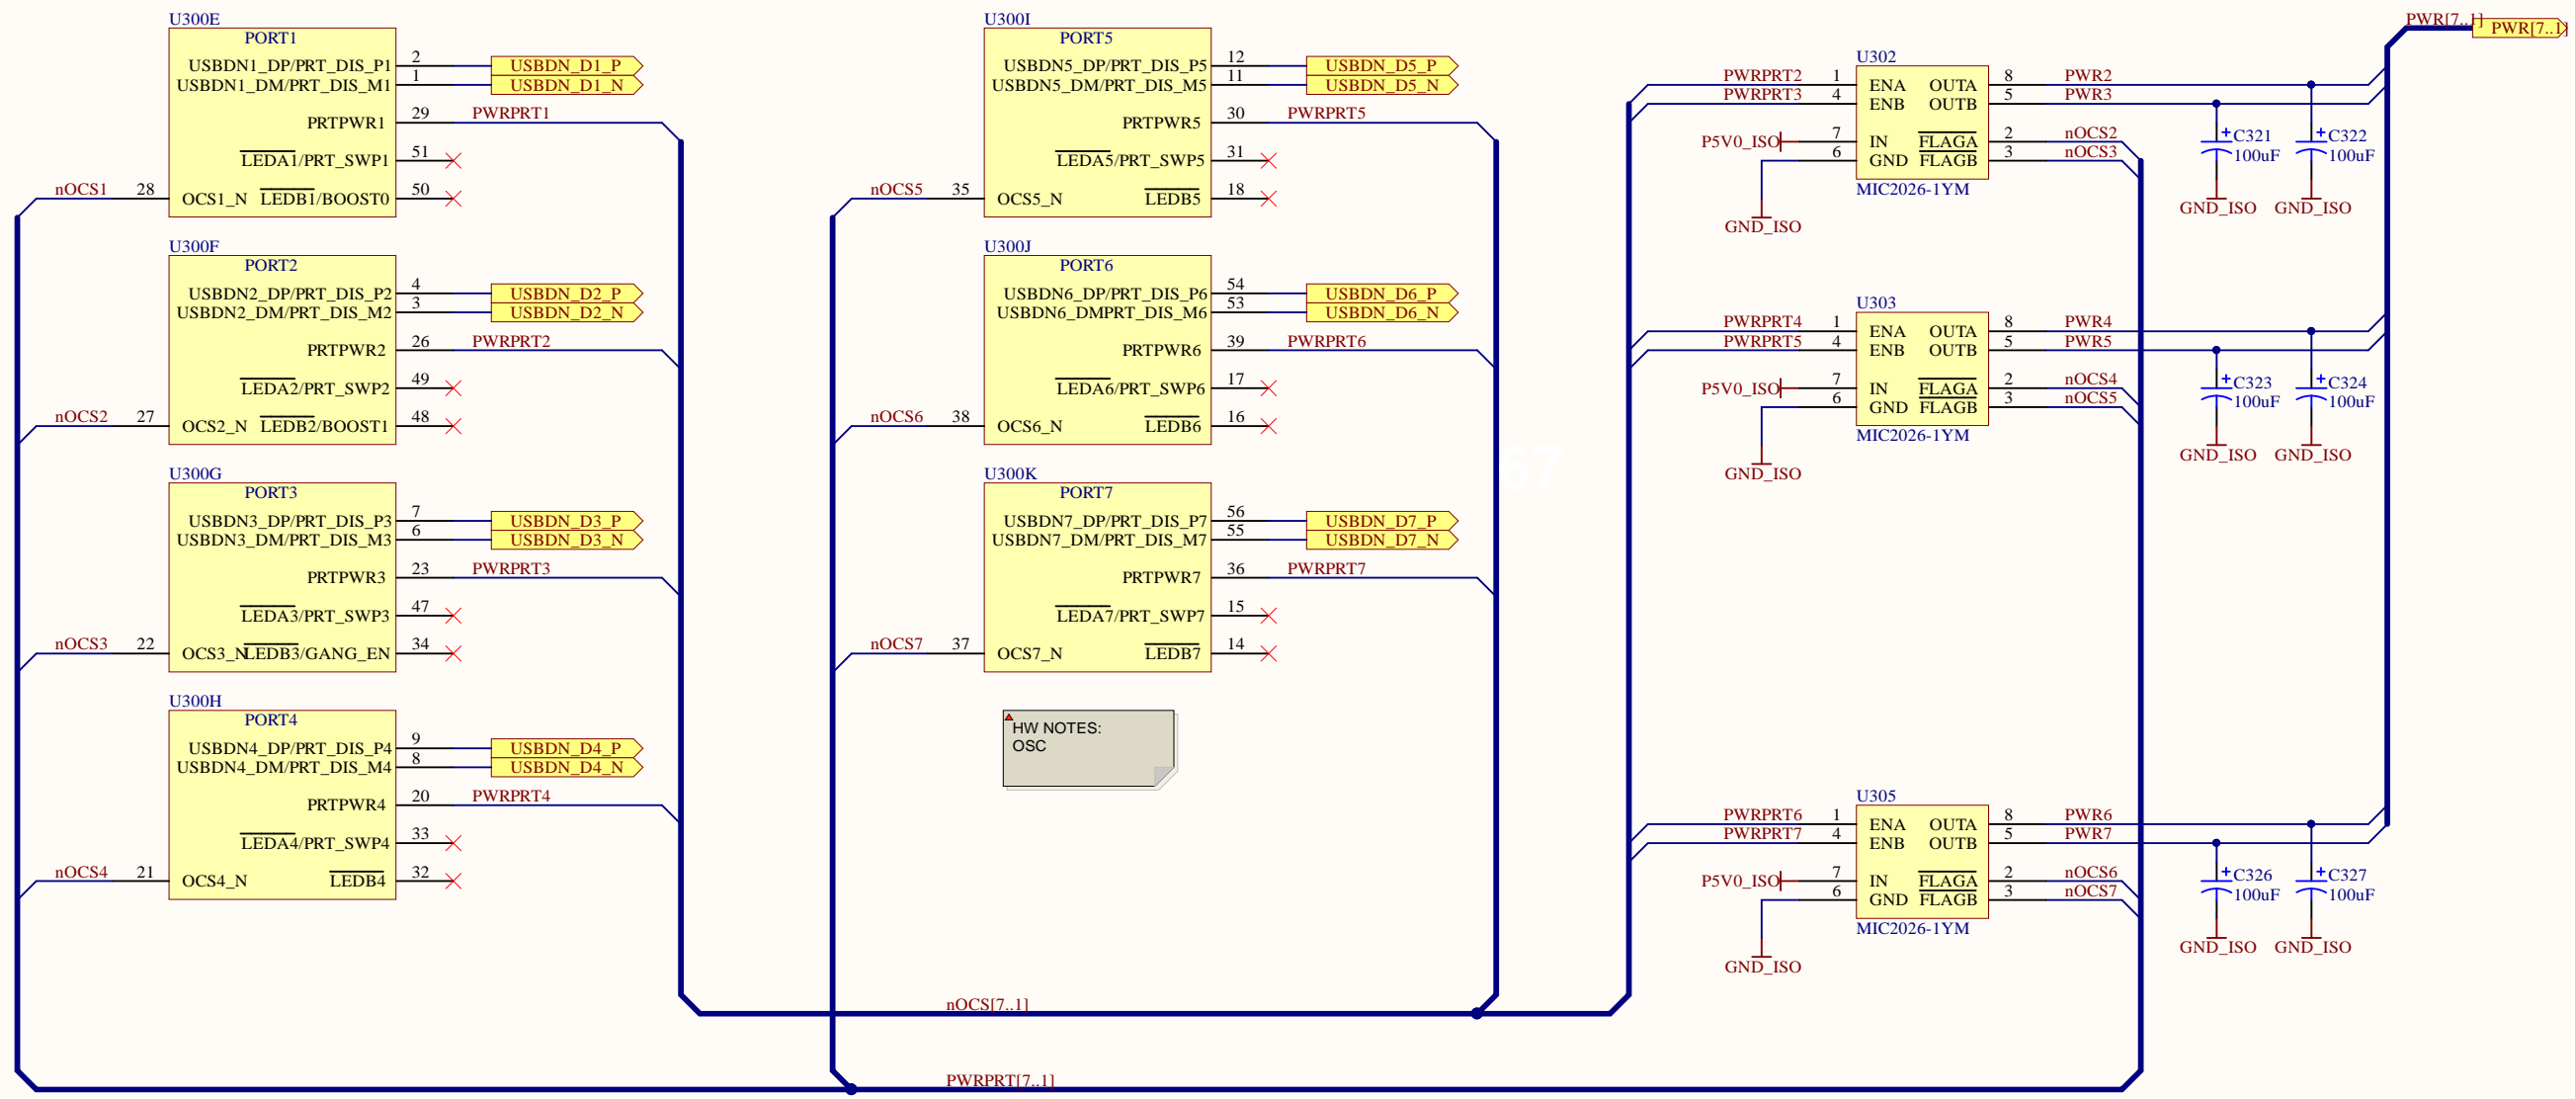 U300E
PORT1
USBDN1_DP/PRT_DIS_P1 2 USBDN_D1_P
USBDN1_DM/PRT_DIS_M1 1 USBDN_D1_N
PRTPWR1 29 PWRPRT1
LEDA1/PRT_SWP1 51
nOCS1 28 OCS1_N LEDB1/BOOST0 50
U300F
PORT2
USBDN2_DP/PRT_DIS_P2 4 USBDN_D2_P
USBDN2_DM/PRT_DIS_M2 3 USBDN_D2_N
PRTPWR2 26 PWRPRT2
LEDA2/PRT_SWP2 49
nOCS2 27 OCS2_N LEDB2/BOOST1 48
U300G
PORT3
USBDN3_DP/PRT_DIS_P3 7 USBDN_D3_P
USBDN3_DM/PRT_DIS_M3 6 USBDN_D3_N
PRTPWR3 23 PWRPRT3
LEDA3/PRT_SWP3 47
nOCS3 22 OCS3_N LEDB3/GANG_EN 34
U300H
PORT4
USBDN4_DP/PRT_DIS_P4 9 USBDN_D4_P
USBDN4_DM/PRT_DIS_M4 8 USBDN_D4_N
PRTPWR4 20 PWRPRT4
LEDA4/PRT_SWP4 33
nOCS4 21 OCS4_N LEDB4 32
U300I
PORT5
USBDN5_DP/PRT_DIS_P5 12 USBDN_D5_P
USBDN5_DM/PRT_DIS_M5 11 USBDN_D5_N
PRTPWR5 30 PWRPRT5
LEDA5/PRT_SWP5 31
nOCS5 35 OCS5_N LEDB5 18
U300J
PORT6
USBDN6_DP/PRT_DIS_P6 54 USBDN_D6_P
USBDN6_DMPRT_DIS_M6 53 USBDN_D6_N
PRTPWR6 39 PWRPRT6
LEDA6/PRT_SWP6 17
nOCS6 38 OCS6_N LEDB6 16
67
U300K
PORT7
USBDN7_DP/PRT_DIS_P7 56 USBDN_D7_P
USBDN7_DM/PRT_DIS_M7 55 USBDN_D7_N
PRTPWR7 36 PWRPRT7
LEDA7/PRT_SWP7 15
nOCS7 37 OCS7_N LEDB7 14
HW NOTES:
OSC
nOCS[7..1]
PWRPRT[7..1]
PWR[7..1] PWR[7..1]
U302
PWRPRT2 1 ENA OUTA 8 PWR2
PWRPRT3 4 ENB OUTB 5 PWR3
P5V0_ISO 7 IN FLAGA 2 nOCS2
6 GND FLAGB 3 nOCS3
MIC2026-1YM
GND_ISO
+ C321 100uF GND_ISO
+ C322 100uF GND_ISO
U303
PWRPRT4 1 ENA OUTA 8 PWR4
PWRPRT5 4 ENB OUTB 5 PWR5
P5V0_ISO 7 IN FLAGA 2 nOCS4
6 GND FLAGB 3 nOCS5
MIC2026-1YM
GND_ISO
+ C323 100uF GND_ISO
+ C324 100uF GND_ISO
U305
PWRPRT6 1 ENA OUTA 8 PWR6
PWRPRT7 4 ENB OUTB 5 PWR7
P5V0_ISO 7 IN FLAGA 2 nOCS6
6 GND FLAGB 3 nOCS7
MIC2026-1YM
GND_ISO
+ C326 100uF GND_ISO
+ C327 100uF GND_ISO